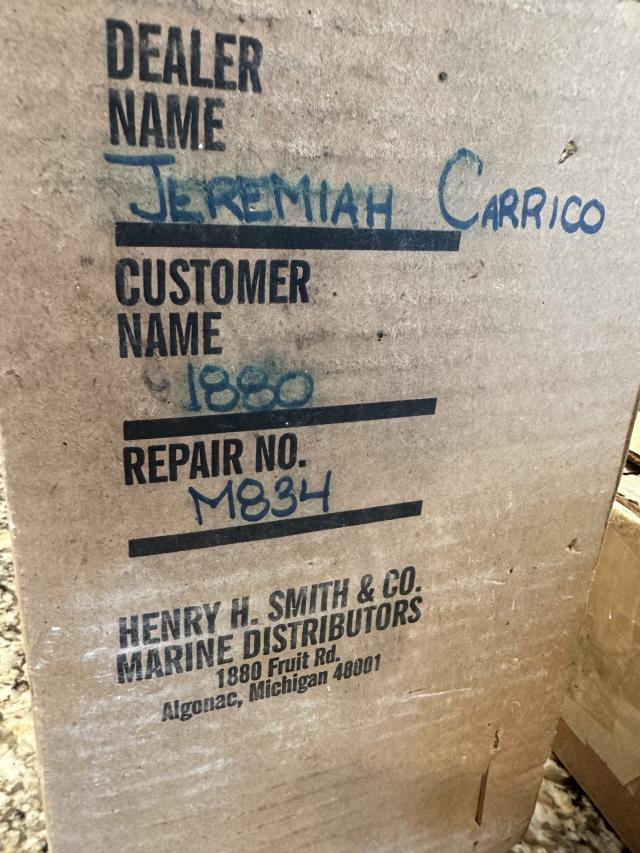 DEALER
NAME
JEREMIAH CARRICO
CUSTOMER
NAME
1880
REPAIR NO.
M834
HENRY H. SMITH & CO.
MARINE DISTRIBUTORS
1880 Fruit Rd.
Algonac, Michigan 48001